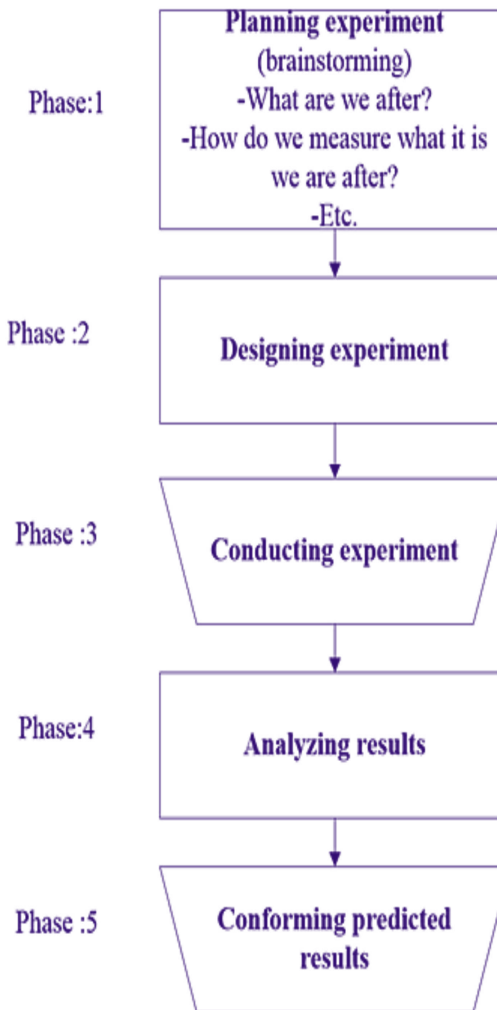 Planning experiment
(brainstorming)
Phase:1
-What are we after?
-How do we measure what it is
we are after?
-Etc.
Phase :2
Designing experiment
Phase :3
Conducting experiment
Phase:4
Analyzing results
Phase :5
Conforming predicted
results